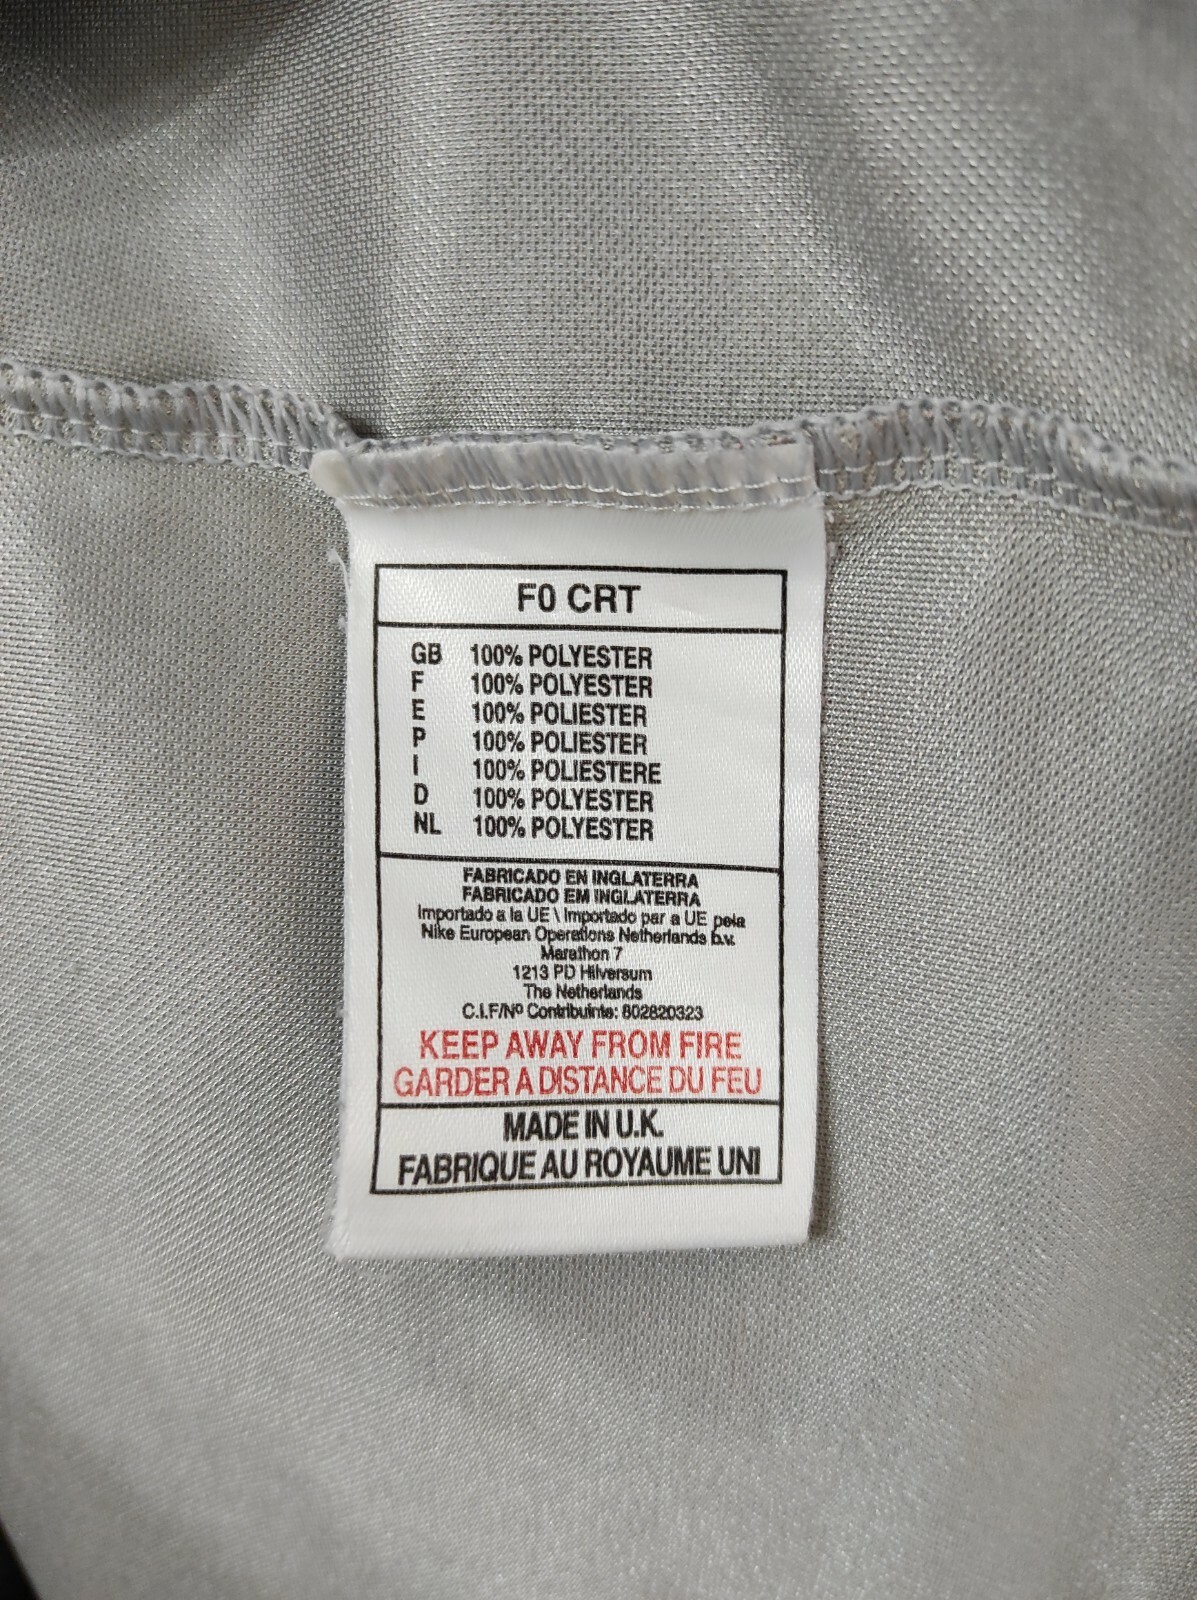 F0 CRT
GB 100% POLYESTER
F 100% POLYESTER
E 100% POLIESTER
P 100% POLIESTER
I 100% POLIESTERE
D 100% POLYESTER
NL 100% POLYESTER
FABRICADO EN INGLATERRA
FABRICADO EM INGLATERRA
Importado a la UE \ Importado par a UE pela
Nike European Operations Netherlands b.v.
Marathon 7
1213 PD Hilversum
The Netherlands
C.I.F/Nº Contribuinte: 802820323
KEEP AWAY FROM FIRE
GARDER A DISTANCE DU FEU
MADE IN U.K.
FABRIQUE AU ROYAUME UNI